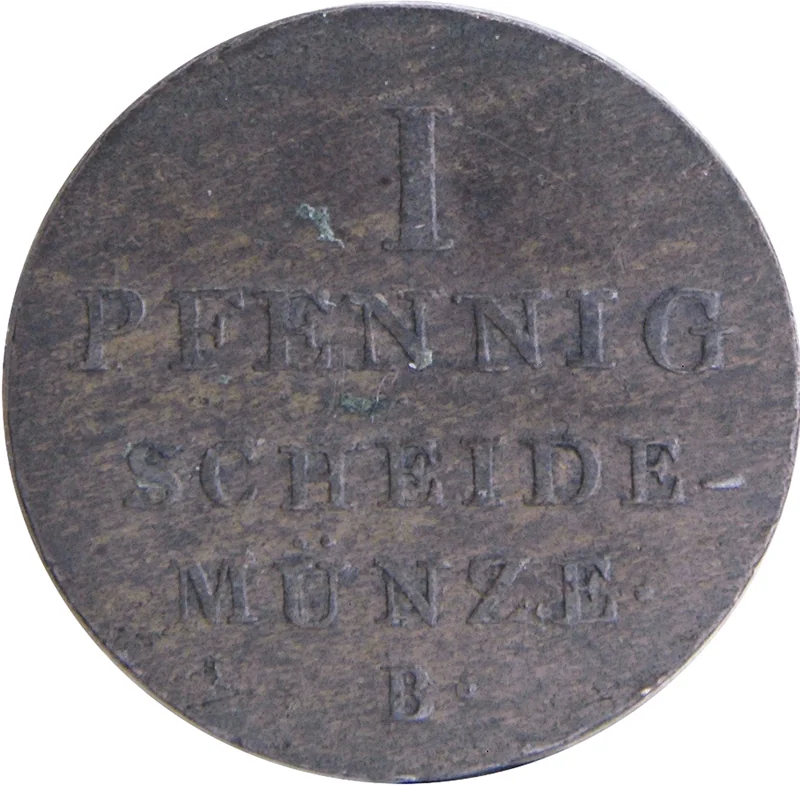 I
PFENNIG
SCHEIDE-
MÜNZE.
B.